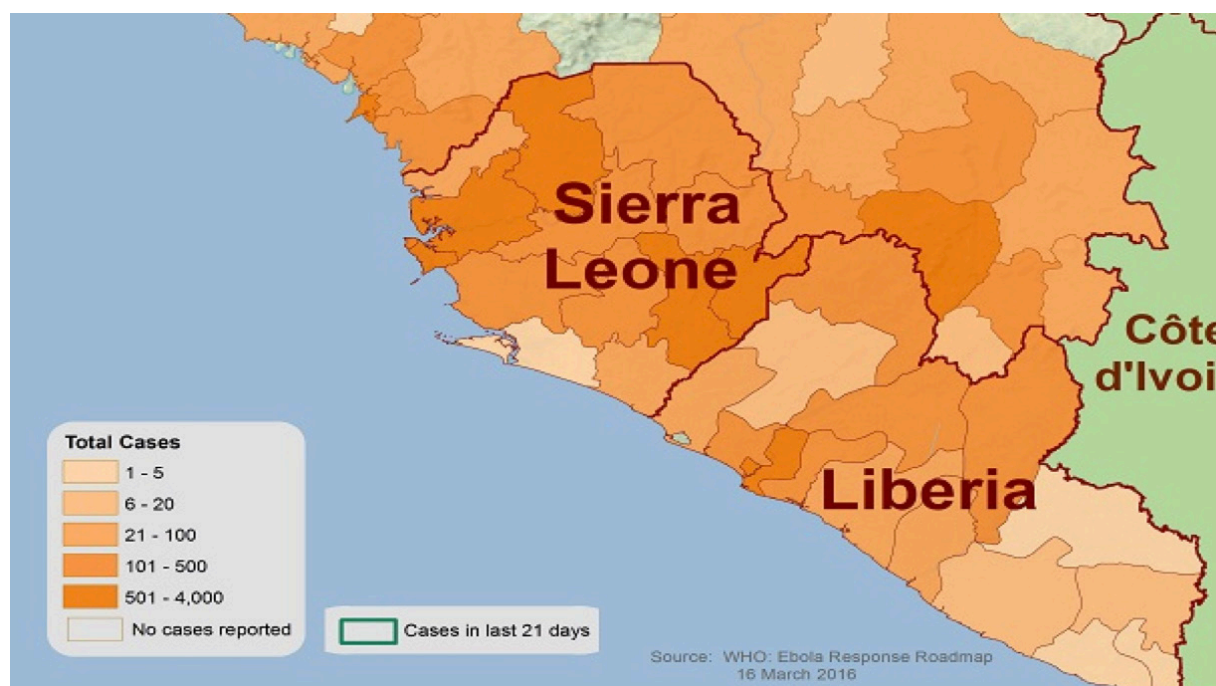 Sierra
Leone
Côte
d'Ivoi
Liberia
Total Cases
1 - 5
6 - 20
21 - 100
101 - 500
501 - 4,000
No cases reported
Cases in last 21 days
Source: WHO: Ebola Response Roadmap
16 March 2016